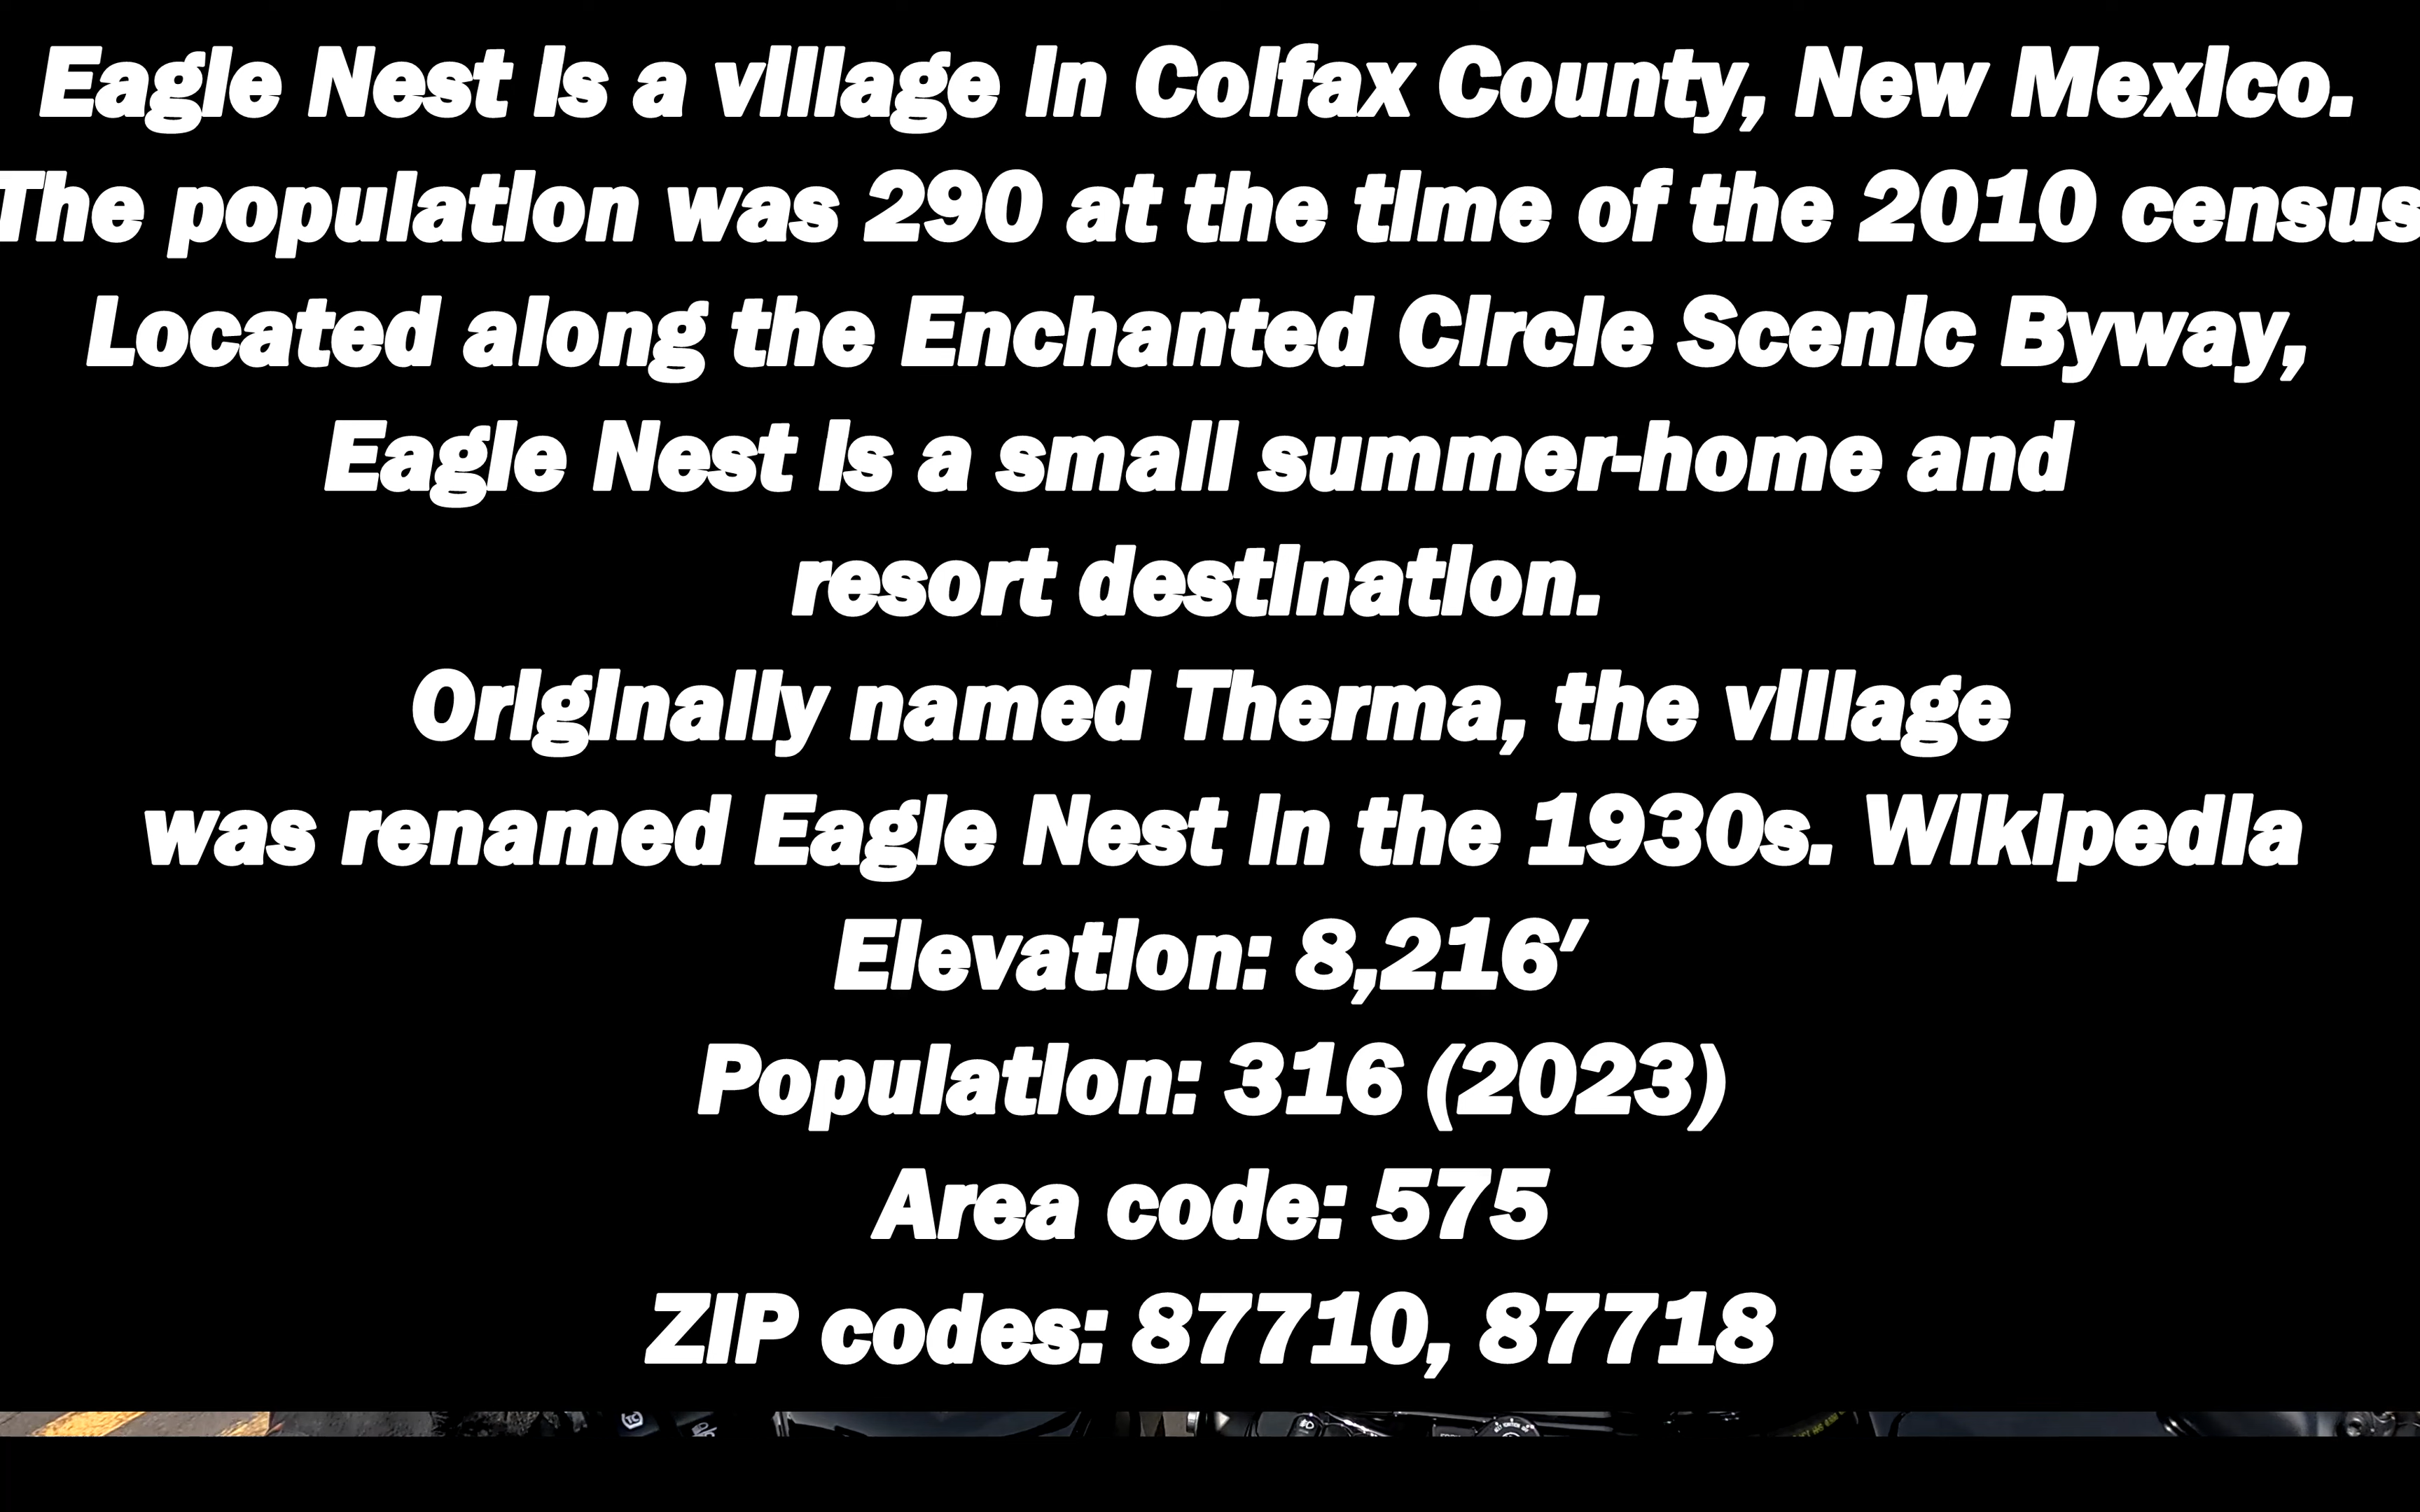 Eagle Nest is a village in Colfax County, New Mexico.
The population was 290 at the time of the 2010 census
Located along the Enchanted Circle Scenic Byway,
Eagle Nest is a small summer-home and
resort destination.
Originally named Therma, the village
was renamed Eagle Nest in the 1930s. Wikipedia
Elevation: 8,216′
Population: 316 (2023)
Area code: 575
ZIP codes: 87710, 87718